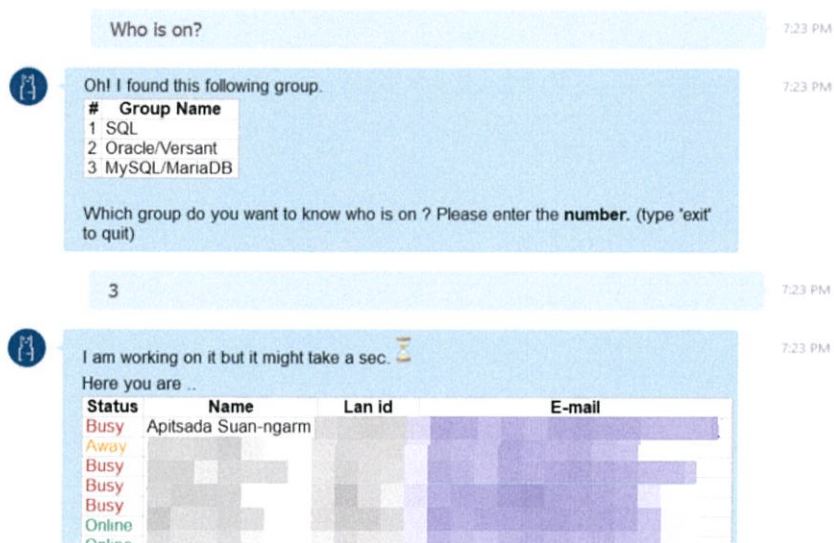 Who is on?
7:23 PM
Oh! I found this following group.
7:23 PM
# Group Name
1 SQL
2 Oracle/Versant
3 MySQL/MariaDB
Which group do you want to know who is on ? Please enter the number. (type 'exit'
to quit)
3
7:23 PM
I am working on it but it might take a sec.
7:23 PM
Here you are ..
Status Name Lan id E-mail
Busy Apitsada Suan-ngarm
Away
Busy
Busy
Busy
Online
Online